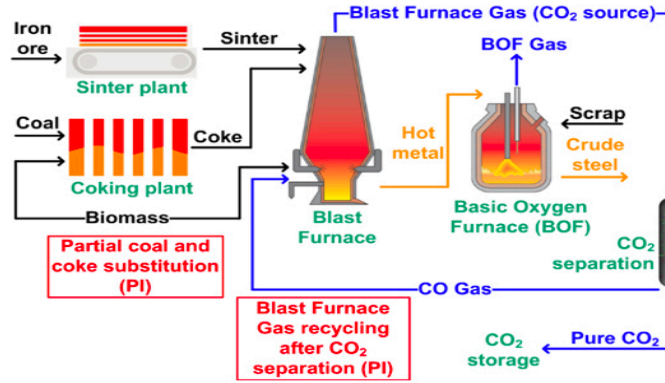 Blast Furnace Gas (CO₂ source)
Iron
ore
Sinter
Sinter plant
BOF Gas
Coal
Coke
Coking plant
Biomass
Hot
metal
Scrap
Crude
steel
Blast
Furnace
Basic Oxygen
Furnace (BOF)
Partial coal and
coke substitution
(PI)
CO₂
separation
CO Gas
Blast Furnace
Gas recycling
after CO₂
separation (PI)
CO₂
storage
Pure CO₂